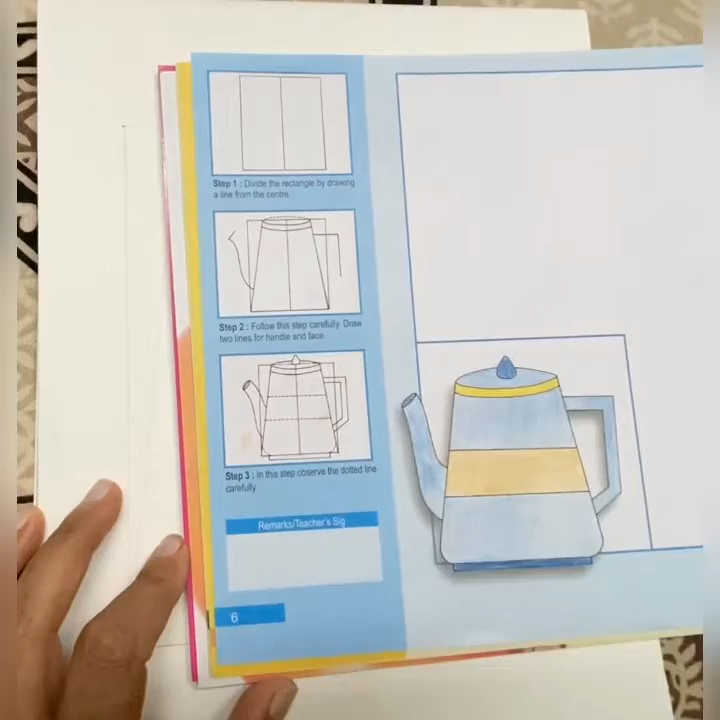 Step 1 : Divide the rectangle by drawing
a line from the centre.
Step 2 : Follow this step carefully. Draw
two lines for handle and face.
Step 3 : In this step observe the dotted line
carefully
Remarks/Teacher's Sig
6